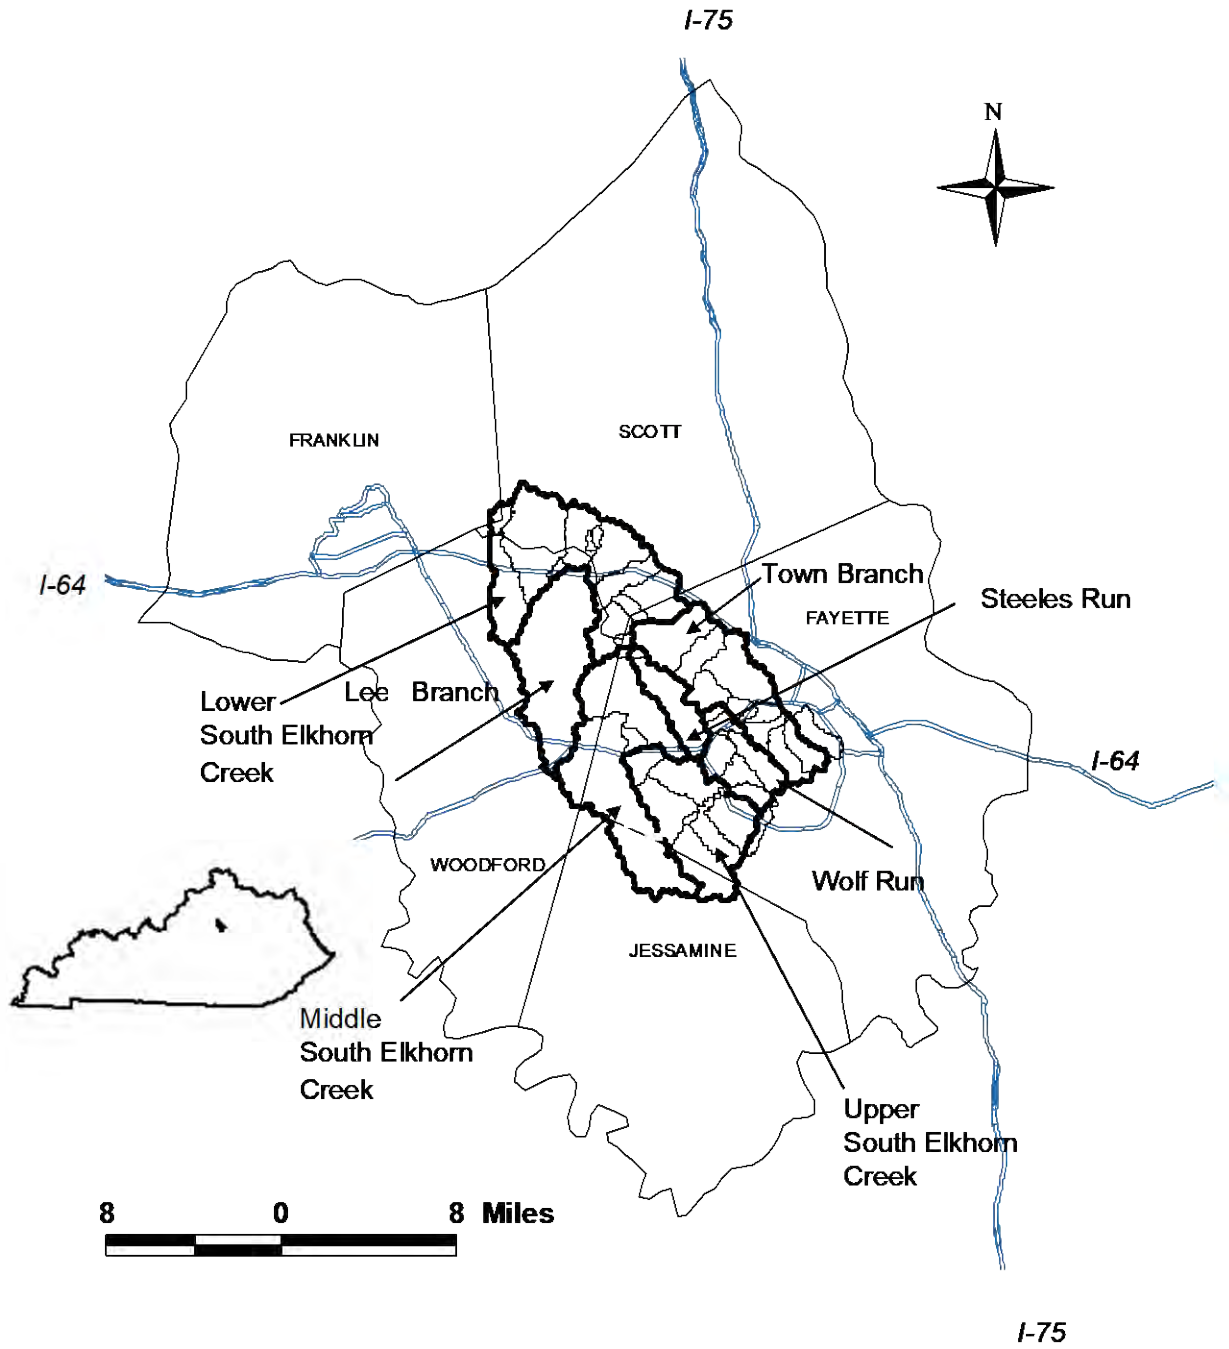 I-75
N
FRANKLIN
SCOTT
I-64
Town Branch
Steeles Run
FAYETTE
Lower
South Elkhorn
Creek
Lee Branch
I-64
WOODFORD
Wolf Run
JESSAMINE
Middle
South Elkhorn
Creek
Upper
South Elkhorn
Creek
8 0 8 Miles
I-75